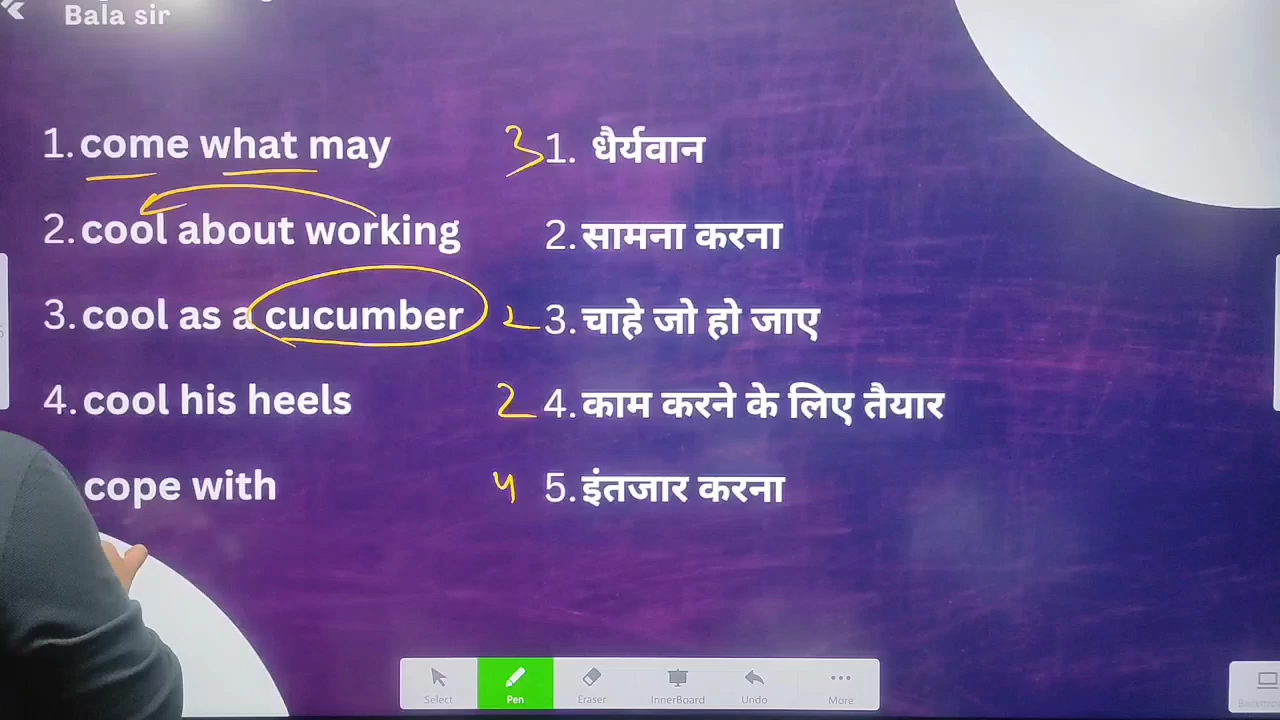 Bala sir
1. come what may
3 1. धैर्यवान
2. cool about working
2. सामना करना
3. cool as a cucumber
3. चाहे जो हो जाए
4. cool his heels
2 4. काम करने के लिए तैयार
cope with
4 5. इंतजार करना
Select Pen Eraser InnerBoard Undo More